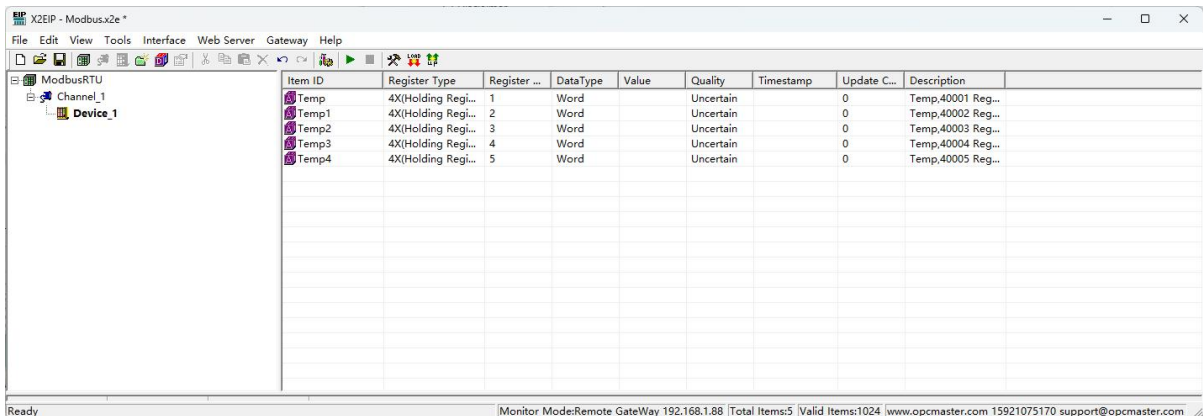 X2EIP - Modbus.x2e *
File Edit View Tools Interface Web Server Gateway Help
ModbusRTU
Channel_1
Device_1
Item ID Register Type Register ... DataType Value Quality Timestamp Update C... Description
Temp 4X(Holding Regi... 1 Word Uncertain 0 Temp,40001 Reg...
Temp1 4X(Holding Regi... 2 Word Uncertain 0 Temp,40002 Reg...
Temp2 4X(Holding Regi... 3 Word Uncertain 0 Temp,40003 Reg...
Temp3 4X(Holding Regi... 4 Word Uncertain 0 Temp,40004 Reg...
Temp4 4X(Holding Regi... 5 Word Uncertain 0 Temp,40005 Reg...
Ready Monitor Mode:Remote GateWay 192.168.1.88 Total Items:5 Valid Items:1024 www.opcmaster.com 15921075170 support@opcmaster.com